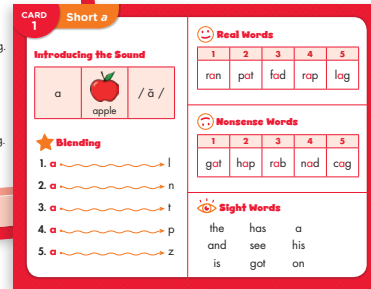 CARD
1
Short a
Introducing the Sound
a
apple
/ ă /
Blending
1. a l
2. a n
3. a t
4. a p
5. a z
Real Words
1 2 3 4 5
ran pat fad rap lag
Nonsense Words
1 2 3 4 5
gat hap rab nad cag
Sight Words
the has a
and see his
is got on
g.
g.